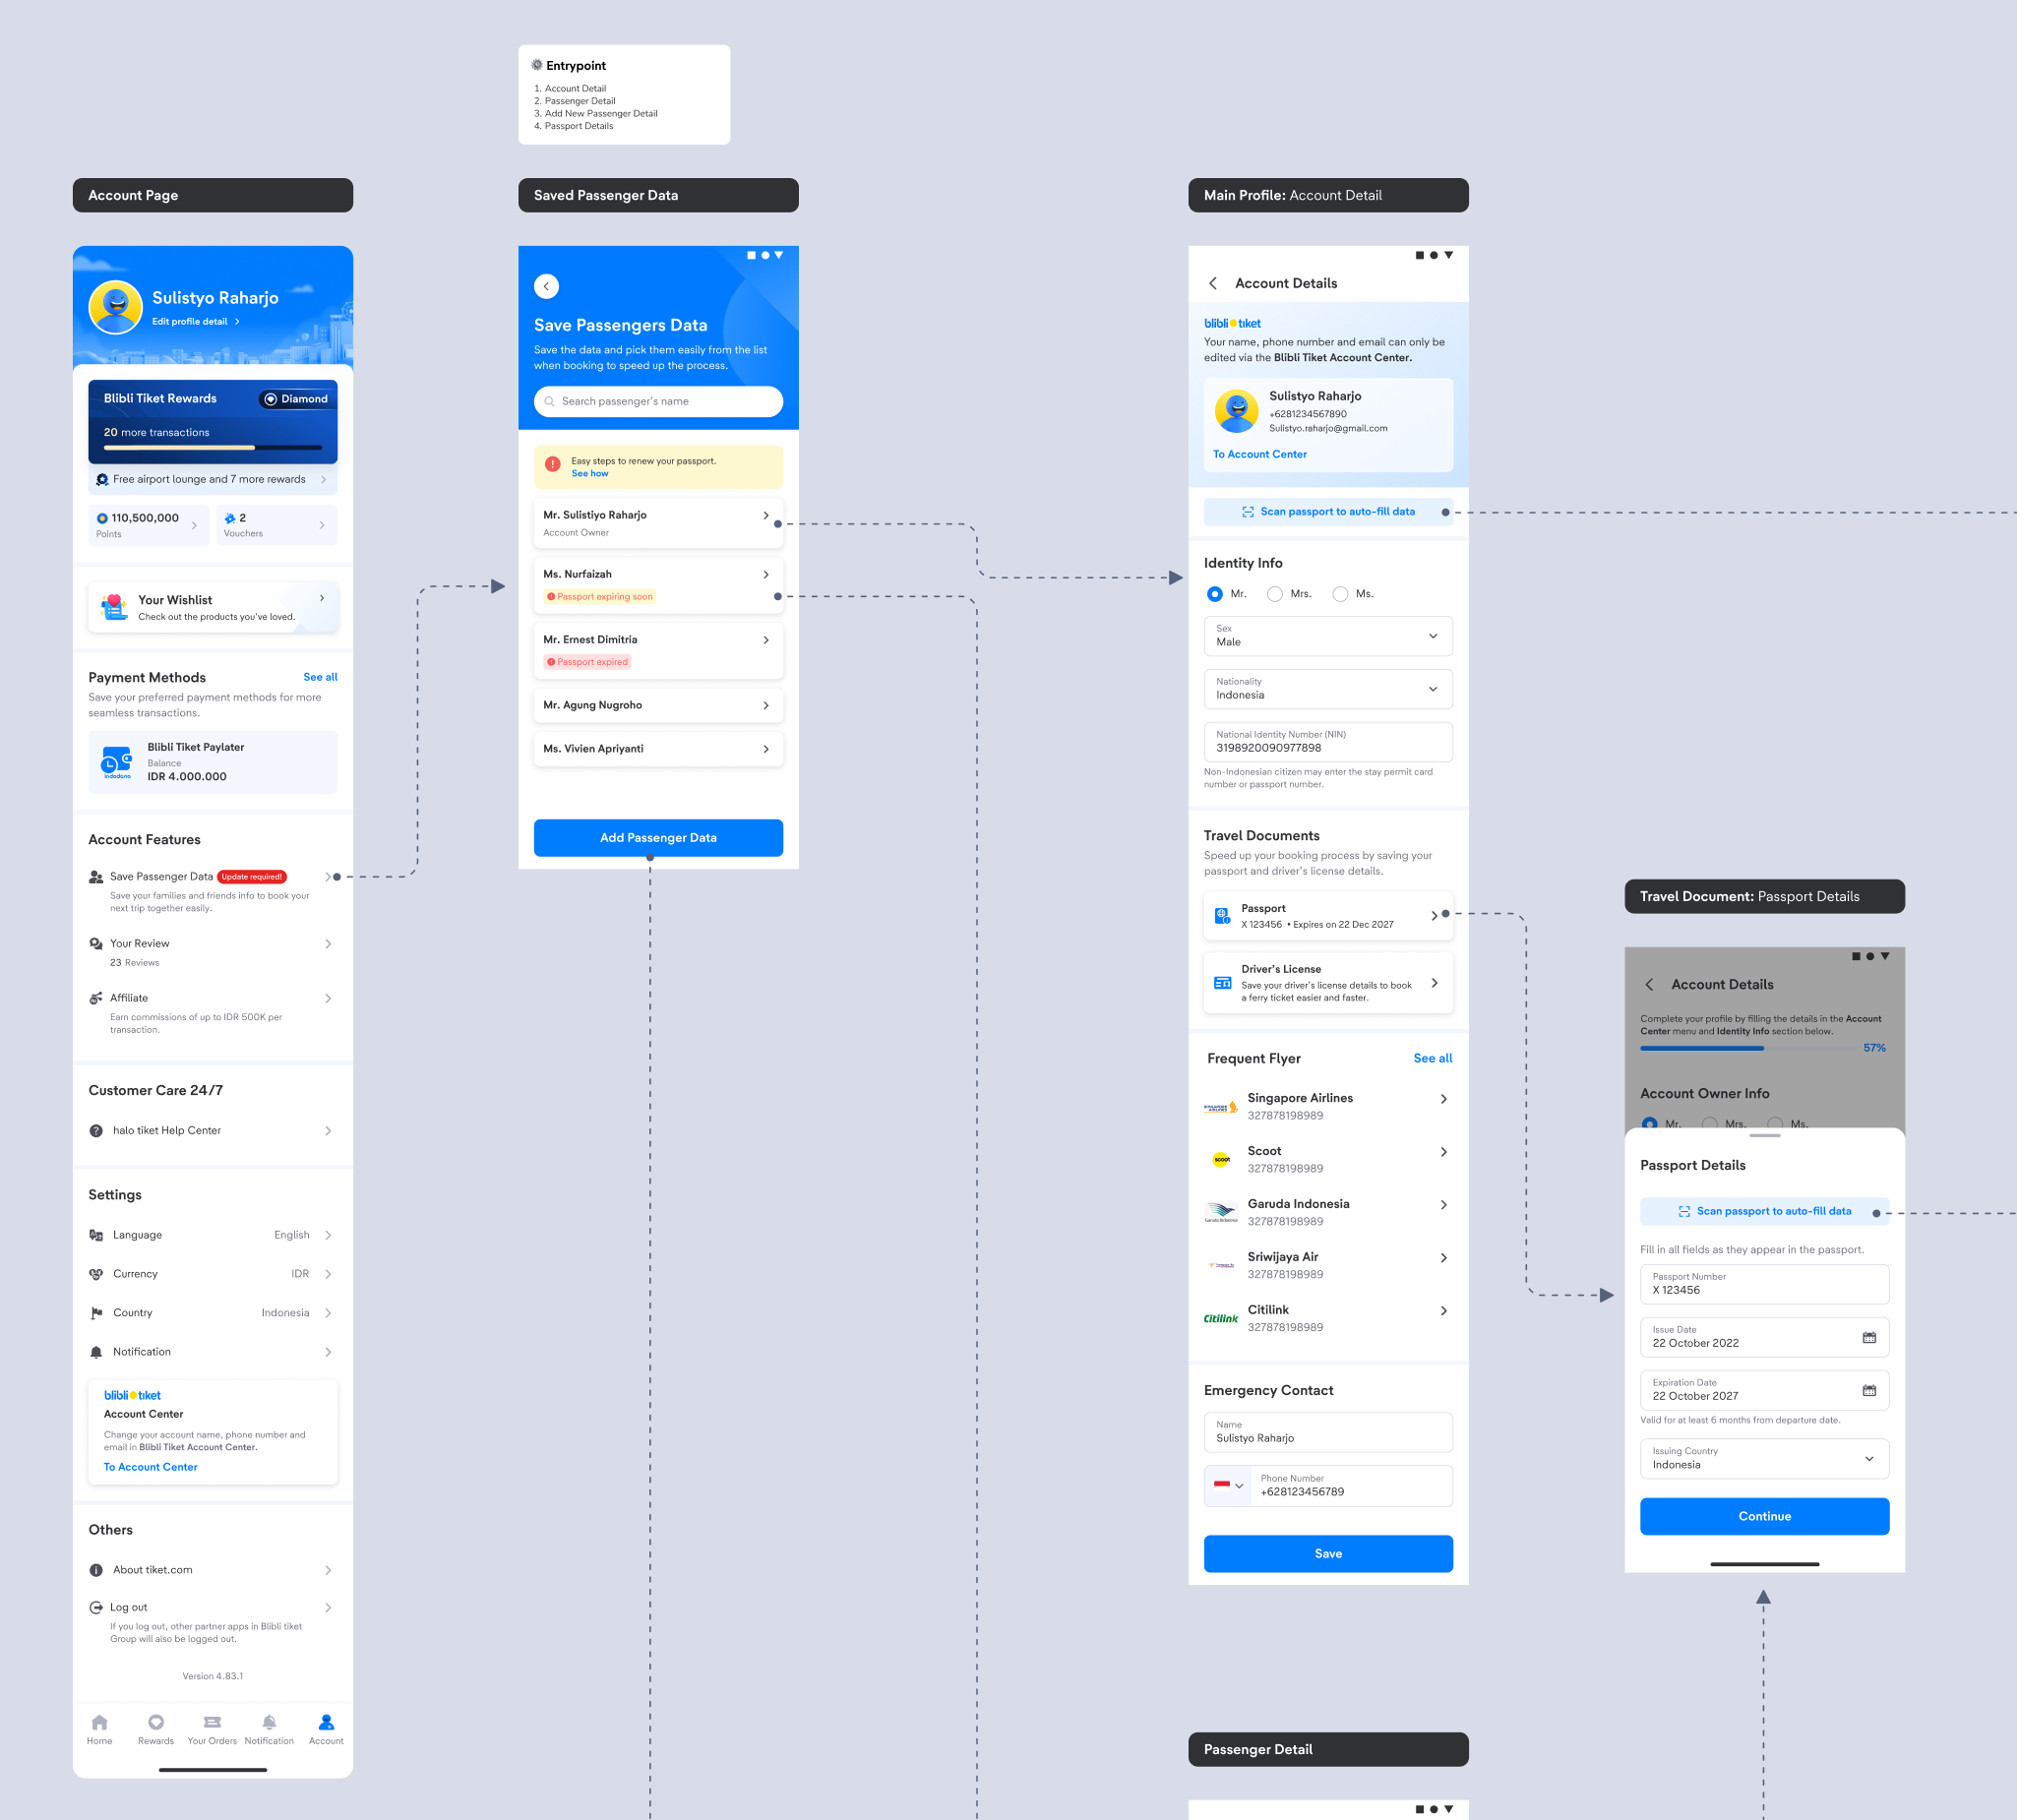 Entrypoint
1. Account Detail
2. Passenger Detail
3. Add New Passenger Detail
4. Passport Details
Account Page
Sulistyo Raharjo
Edit profile detail
Blibli Tiket Rewards
Diamond
20 more transactions
Free airport lounge and 7 more rewards
110,500,000
Points
2
Vouchers
Your Wishlist
Check out the products you've loved.
Payment Methods
See all
Save your preferred payment methods for more
seamless transactions.
indodana
Blibli Tiket Paylater
Balance
IDR 4.000.000
Account Features
Save Passenger Data Update required!
Save your families and friends info to book your
next trip together easily.
Your Review
23 Reviews
Affiliate
Earn commissions of up to IDR 500K per
transaction.
Customer Care 24/7
halo tiket Help Center
Settings
Language English
Currency IDR
Country Indonesia
Notification
blibli tiket
Account Center
Change your account name, phone number and
email in Blibli Tiket Account Center.
To Account Center
Others
About tiket.com
Log out
If you log out, other partner apps in Blibli tiket
Group will also be logged out.
Version 4.83.1
Home Rewards Your Orders Notification Account
Saved Passenger Data
Save Passengers Data
Save the data and pick them easily from the list
when booking to speed up the process.
Search passenger's name
Easy steps to renew your passport.
See how
Mr. Sulistiyo Raharjo
Account Owner
Ms. Nurfaizah
Passport expiring soon
Mr. Ernest Dimitria
Passport expired
Mr. Agung Nugroho
Ms. Vivien Apriyanti
Add Passenger Data
Main Profile: Account Detail
Account Details
blibli tiket
Your name, phone number and email can only be
edited via the Blibli Tiket Account Center.
Sulistyo Raharjo
+6281234567890
Sulistyo.raharjo@gmail.com
To Account Center
Scan passport to auto-fill data
Identity Info
Mr. Mrs. Ms.
Sex
Male
Nationality
Indonesia
National Identity Number (NIN)
3198920090977898
Non-Indonesian citizen may enter the stay permit card
number or passport number.
Travel Documents
Speed up your booking process by saving your
passport and driver's license details.
Passport
X 123456 • Expires on 22 Dec 2027
Driver's License
Save your driver's license details to book
a ferry ticket easier and faster.
Frequent Flyer
See all
SINGAPORE AIRLINES
Singapore Airlines
327878198989
scoot
Scoot
327878198989
Garuda Indonesia
Garuda Indonesia
327878198989
Sriwijaya Air
327878198989
Citilink
Citilink
327878198989
Emergency Contact
Name
Sulistyo Raharjo
Phone Number
+628123456789
Save
Passenger Detail
Travel Document: Passport Details
Account Details
Complete your profile by filling the details in the Account
Center menu and Identity Info section below.
57%
Account Owner Info
Mr. Mrs. Ms.
Passport Details
Scan passport to auto-fill data
Fill in all fields as they appear in the passport.
Passport Number
X 123456
Issue Date
22 October 2022
Expiration Date
22 October 2027
Valid for at least 6 months from departure date.
Issuing Country
Indonesia
Continue